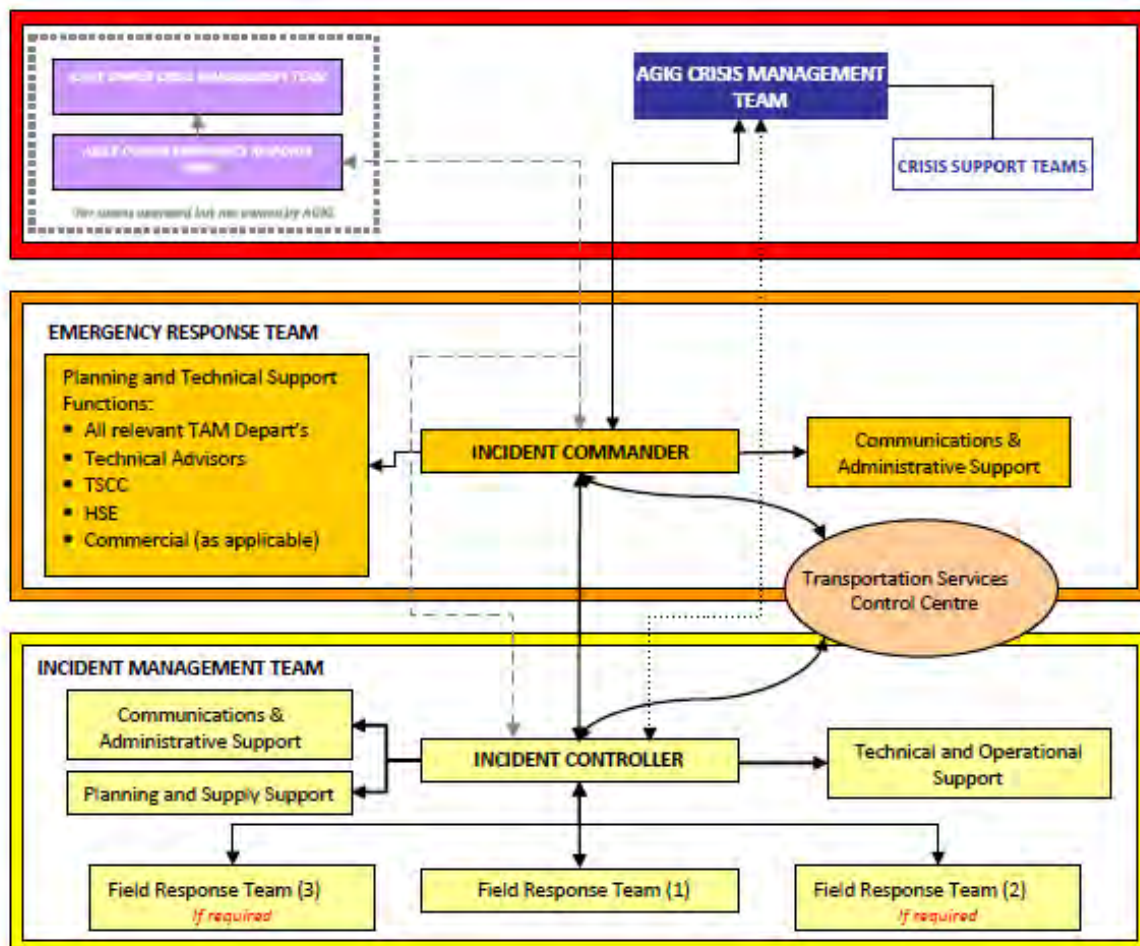 AGIG CRISIS MANAGEMENT
TEAM
CRISIS SUPPORT TEAMS
EMERGENCY RESPONSE TEAM
Planning and Technical Support
Functions:
▪ All relevant TAM Depart's
▪ Technical Advisors
▪ TSCC
▪ HSE
▪ Commercial (as applicable)
INCIDENT COMMANDER
Communications &
Administrative Support
Transportation Services
Control Centre
INCIDENT MANAGEMENT TEAM
Communications &
Administrative Support
Planning and Supply Support
INCIDENT CONTROLLER
Technical and Operational
Support
Field Response Team (3)
If required
Field Response Team (1)
Field Response Team (2)
If required